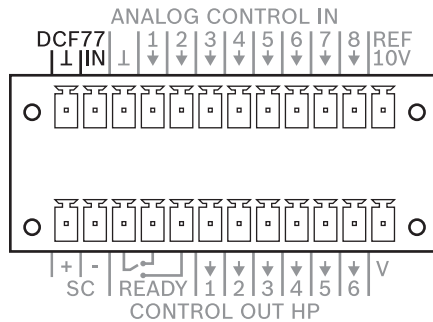 ANALOG CONTROL IN
DCF77 1 2 3 4 5 6 7 8 REF
⊥ IN ⊥ ↓ ↓ ↓ ↓ ↓ ↓ ↓ ↓ 10V
+ - ↓ ↓ ↓ ↓ ↓ ↓ V
SC READY 1 2 3 4 5 6
CONTROL OUT HP